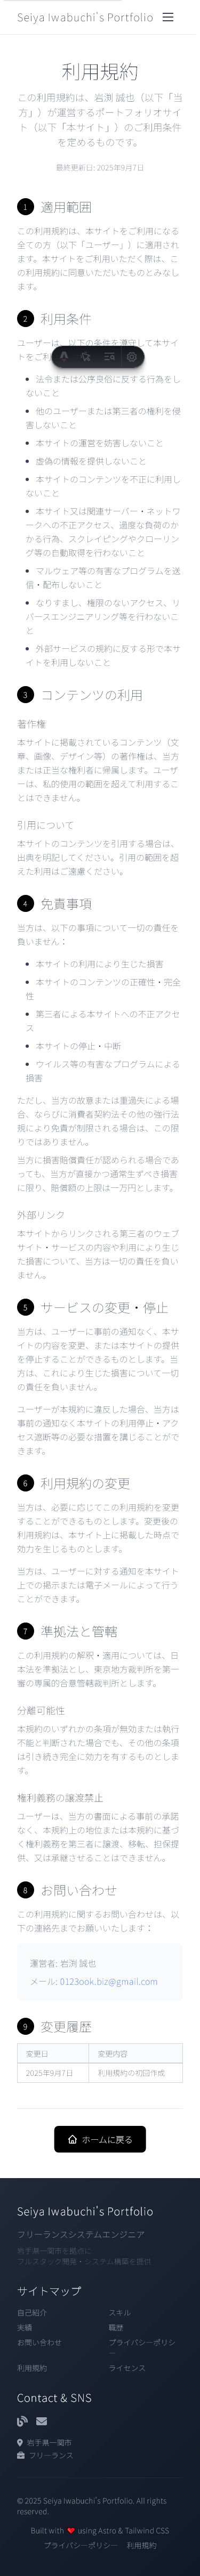 Seiya Iwabuchi's Portfolio
利用規約
この利用規約は、岩渕 誠也（以下「当
方」）が運営するポートフォリオサイ
ト（以下「本サイト」）のご利用条件
を定めるものです。
最終更新日: 2025年9月7日
1 適用範囲
この利用規約は、本サイトをご利用になる
全ての方（以下「ユーザー」）に適用され
ます。本サイトをご利用いただく際は、こ
の利用規約に同意いただいたものとみなし
ます。
2 利用条件
ユーザーは、以下の条件を遵守して本サイ
トをご利
法令または公序良俗に反する行為をし
ないこと
他のユーザーまたは第三者の権利を侵
害しないこと
本サイトの運営を妨害しないこと
虚偽の情報を提供しないこと
本サイトのコンテンツを不正に利用し
ないこと
本サイト又は関連サーバー・ネットワ
ークへの不正アクセス、過度な負荷のか
かる行為、スクレイピングやクローリン
グ等の自動取得を行わないこと
マルウェア等の有害なプログラムを送
信・配布しないこと
なりすまし、権限のないアクセス、リ
バースエンジニアリング等を行わないこ
と
外部サービスの規約に反する形で本サ
イトを利用しないこと
3 コンテンツの利用
著作権
本サイトに掲載されているコンテンツ（文
章、画像、デザイン等）の著作権は、当方
または正当な権利者に帰属します。ユーザ
ーは、私的使用の範囲を超えて利用するこ
とはできません。
引用について
本サイトのコンテンツを引用する場合は、
出典を明記してください。引用の範囲を超
えた利用はご遠慮ください。
4 免責事項
当方は、以下の事項について一切の責任を
負いません：
本サイトの利用により生じた損害
本サイトのコンテンツの正確性・完全
性
第三者による本サイトへの不正アクセ
ス
本サイトの停止・中断
ウイルス等の有害なプログラムによる
損害
ただし、当方の故意または重過失による場
合、ならびに消費者契約法その他の強行法
規により免責が制限される場合は、この限
りではありません。
当方に損害賠償責任が認められる場合であ
っても、当方が直接かつ通常生ずべき損害
に限り、賠償額の上限は一万円とします。
外部リンク
本サイトからリンクされる第三者のウェブ
サイト・サービスの内容や利用により生じ
た損害について、当方は一切の責任を負い
ません。
5 サービスの変更・停止
当方は、ユーザーに事前の通知なく、本サ
イトの内容を変更、または本サイトの提供
を停止することができるものとします。当
方は、これにより生じた損害について一切
の責任を負いません。
ユーザーが本規約に違反した場合、当方は
事前の通知なく本サイトの利用停止・アク
セス遮断等の必要な措置を講じることがで
きます。
6 利用規約の変更
当方は、必要に応じてこの利用規約を変更
することができるものとします。変更後の
利用規約は、本サイト上に掲載した時点で
効力を生じるものとします。
当方は、ユーザーに対する通知を本サイト
上での掲示または電子メールによって行う
ことができます。
7 準拠法と管轄
この利用規約の解釈・適用については、日
本法を準拠法とし、東京地方裁判所を第一
審の専属的合意管轄裁判所とします。
分離可能性
本規約のいずれかの条項が無効または執行
不能と判断された場合でも、その他の条項
は引き続き完全に効力を有するものとしま
す。
権利義務の譲渡禁止
ユーザーは、当方の書面による事前の承諾
なく、本規約上の地位または本規約に基づ
く権利義務を第三者に譲渡、移転、担保提
供、又は承継させることはできません。
8 お問い合わせ
この利用規約に関するお問い合わせは、以
下の連絡先までお願いいたします：
運営者: 岩渕 誠也
メール: 0123ook.biz@gmail.com
9 変更履歴
変更日 変更内容
2025年9月7日 利用規約の初回作成
ホームに戻る
Seiya Iwabuchi's Portfolio
フリーランスシステムエンジニア
岩手県一関市を拠点に
フルスタック開発・システム構築を提供
サイトマップ
自己紹介 スキル
実績 職歴
お問い合わせ プライバシーポリシ
ー
利用規約 ライセンス
Contact & SNS
岩手県一関市
フリーランス
© 2025 Seiya Iwabuchi's Portfolio. All rights
reserved.
Built with ❤ using Astro & Tailwind CSS
プライバシーポリシー 利用規約